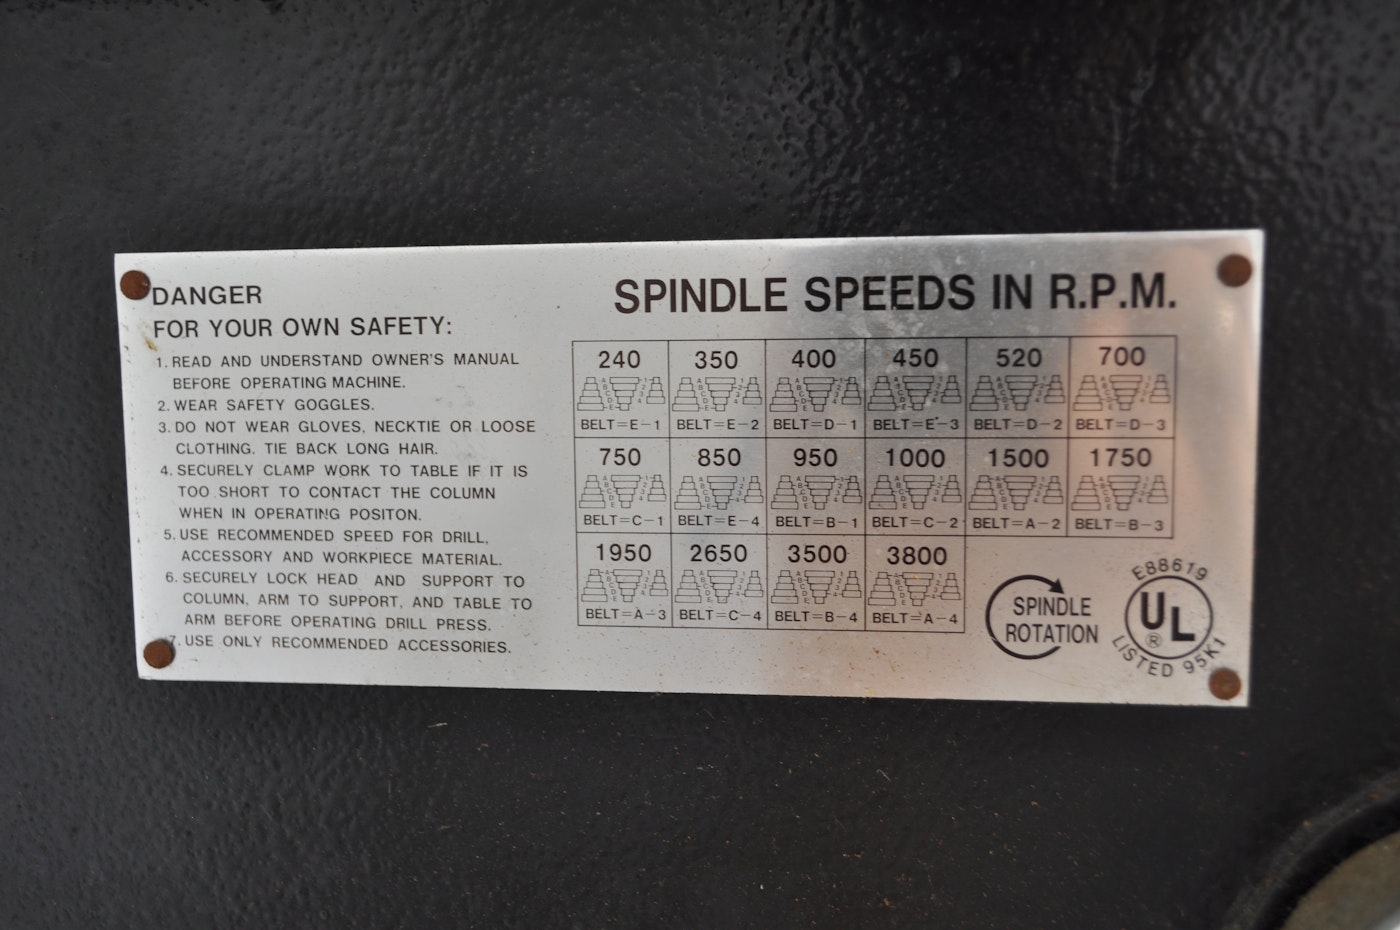 DANGER
FOR YOUR OWN SAFETY:
1. READ AND UNDERSTAND OWNER'S MANUAL
BEFORE OPERATING MACHINE.
2. WEAR SAFETY GOGGLES.
3. DO NOT WEAR GLOVES, NECKTIE OR LOOSE
CLOTHING. TIE BACK LONG HAIR.
4. SECURELY CLAMP WORK TO TABLE IF IT IS
TOO SHORT TO CONTACT THE COLUMN
WHEN IN OPERATING POSITON.
5. USE RECOMMENDED SPEED FOR DRILL,
ACCESSORY AND WORKPIECE MATERIAL.
6. SECURELY LOCK HEAD AND SUPPORT TO
COLUMN, ARM TO SUPPORT, AND TABLE TO
ARM BEFORE OPERATING DRILL PRESS.
7. USE ONLY RECOMMENDED ACCESSORIES.
SPINDLE SPEEDS IN R.P.M.
240 350 400 450 520 700
BELT=E-1 BELT=E-2 BELT=D-1 BELT=E-3 BELT=D-2 BELT=D-3
750 850 950 1000 1500 1750
BELT=C-1 BELT=E-4 BELT=B-1 BELT=C-2 BELT=A-2 BELT=B-3
1950 2650 3500 3800
BELT=A-3 BELT=C-4 BELT=B-4 BELT=A-4
SPINDLE
ROTATION
E88619
UL
®
LISTED 95K1